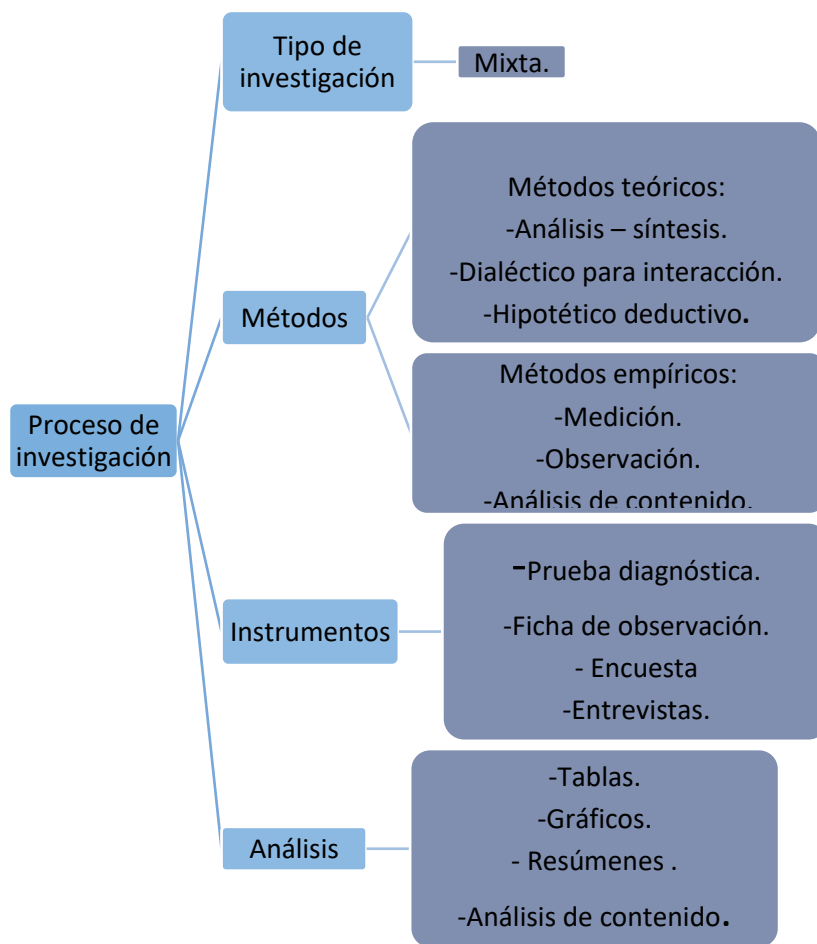 Tipo de
investigación
Mixta.
Métodos teóricos:
-Análisis – síntesis.
-Dialéctico para interacción.
-Hipotético deductivo.
Métodos
Métodos empíricos:
-Medición.
-Observación.
-Análisis de contenido.
Proceso de
investigación
-Prueba diagnóstica.
-Ficha de observación.
- Encuesta
-Entrevistas.
Instrumentos
-Tablas.
-Gráficos.
- Resúmenes .
-Análisis de contenido.
Análisis